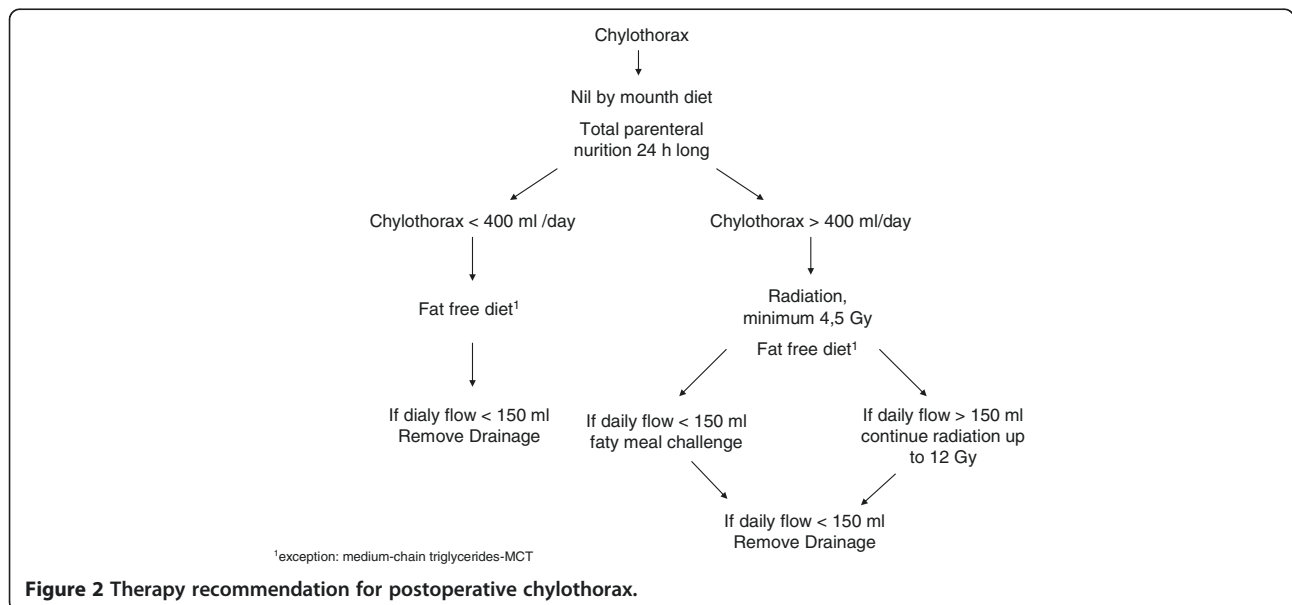 Chylothorax
Nil by mounth diet
Total parenteral
nurition 24 h long
Chylothorax < 400 ml /day
Chylothorax > 400 ml/day
Fat free diet¹
Radiation,
minimum 4,5 Gy
Fat free diet¹
If dialy flow < 150 ml
Remove Drainage
If daily flow < 150 ml
faty meal challenge
If daily flow > 150 ml
continue radiation up
to 12 Gy
If daily flow < 150 ml
Remove Drainage
¹exception: medium-chain triglycerides-MCT
Figure 2 Therapy recommendation for postoperative chylothorax.